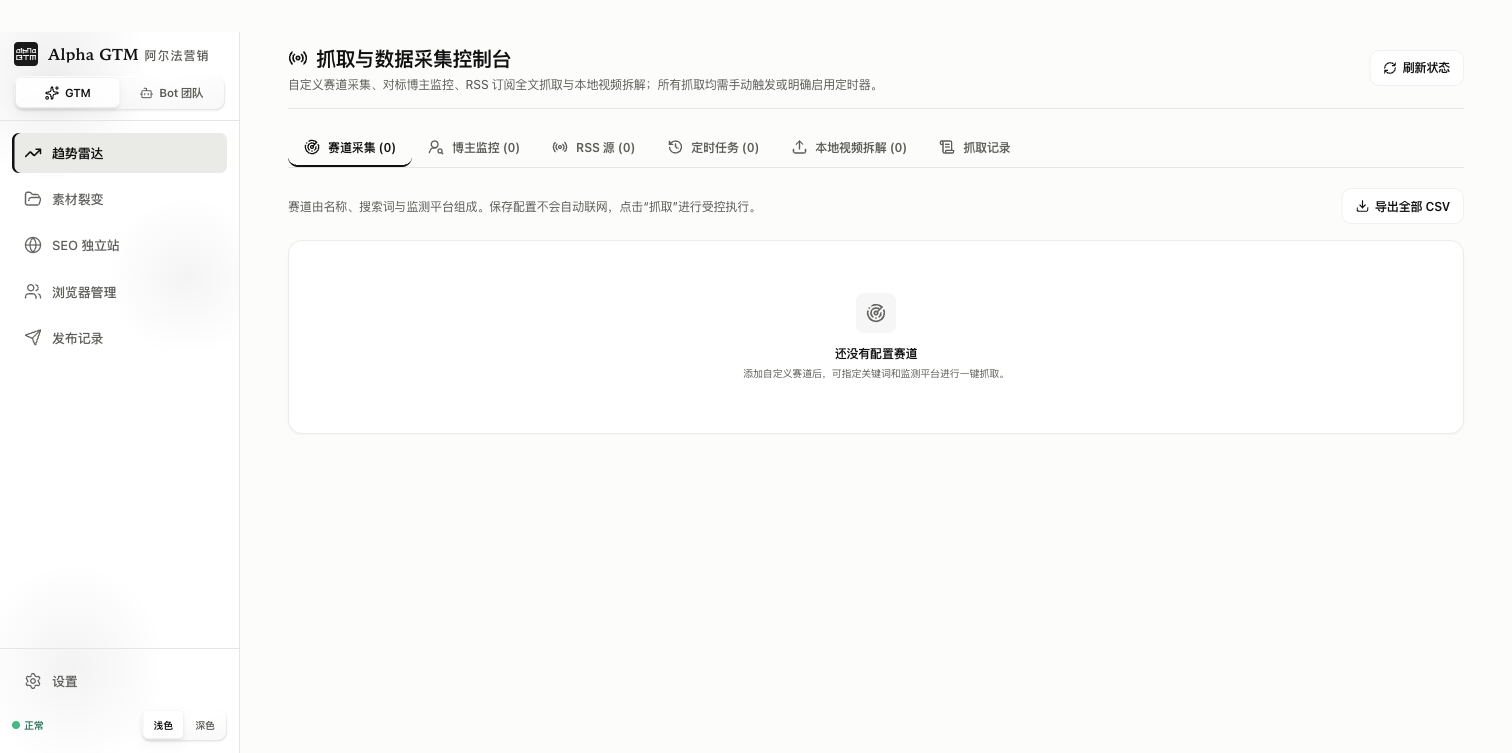 alpha GTM
Alpha GTM 阿尔法营销
GTM
Bot 团队
趋势雷达
素材裂变
SEO 独立站
浏览器管理
发布记录
设置
正常
浅色
深色
抓取与数据采集控制台
自定义赛道采集、对标博主监控、RSS 订阅全文抓取与本地视频拆解；所有抓取均需手动触发或明确启用定时器。
刷新状态
赛道采集 (0)
博主监控 (0)
RSS 源 (0)
定时任务 (0)
本地视频拆解 (0)
抓取记录
赛道由名称、搜索词与监测平台组成。保存配置不会自动联网，点击“抓取”进行受控执行。
导出全部 CSV
还没有配置赛道
添加自定义赛道后，可指定关键词和监测平台进行一键抓取。